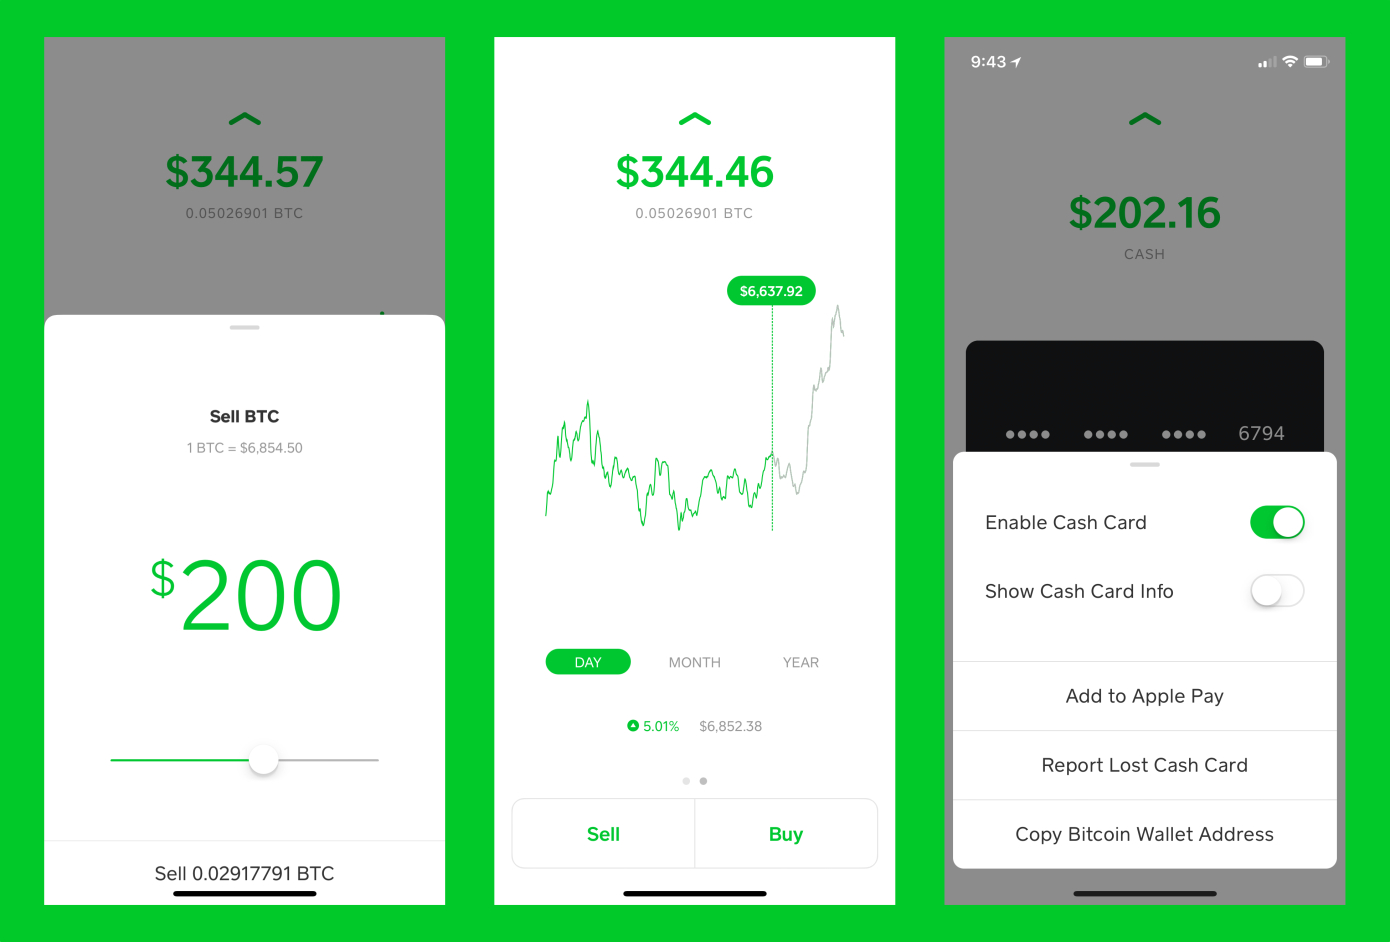 $344.57
0.05026901 BTC
Sell BTC
1 BTC = $6,854.50
$200
Sell 0.02917791 BTC
$344.46
0.05026901 BTC
$6,637.92
DAY MONTH YEAR
5.01% $6,852.38
Sell Buy
9:43
$202.16
CASH
6794
Enable Cash Card
Show Cash Card Info
Add to Apple Pay
Report Lost Cash Card
Copy Bitcoin Wallet Address